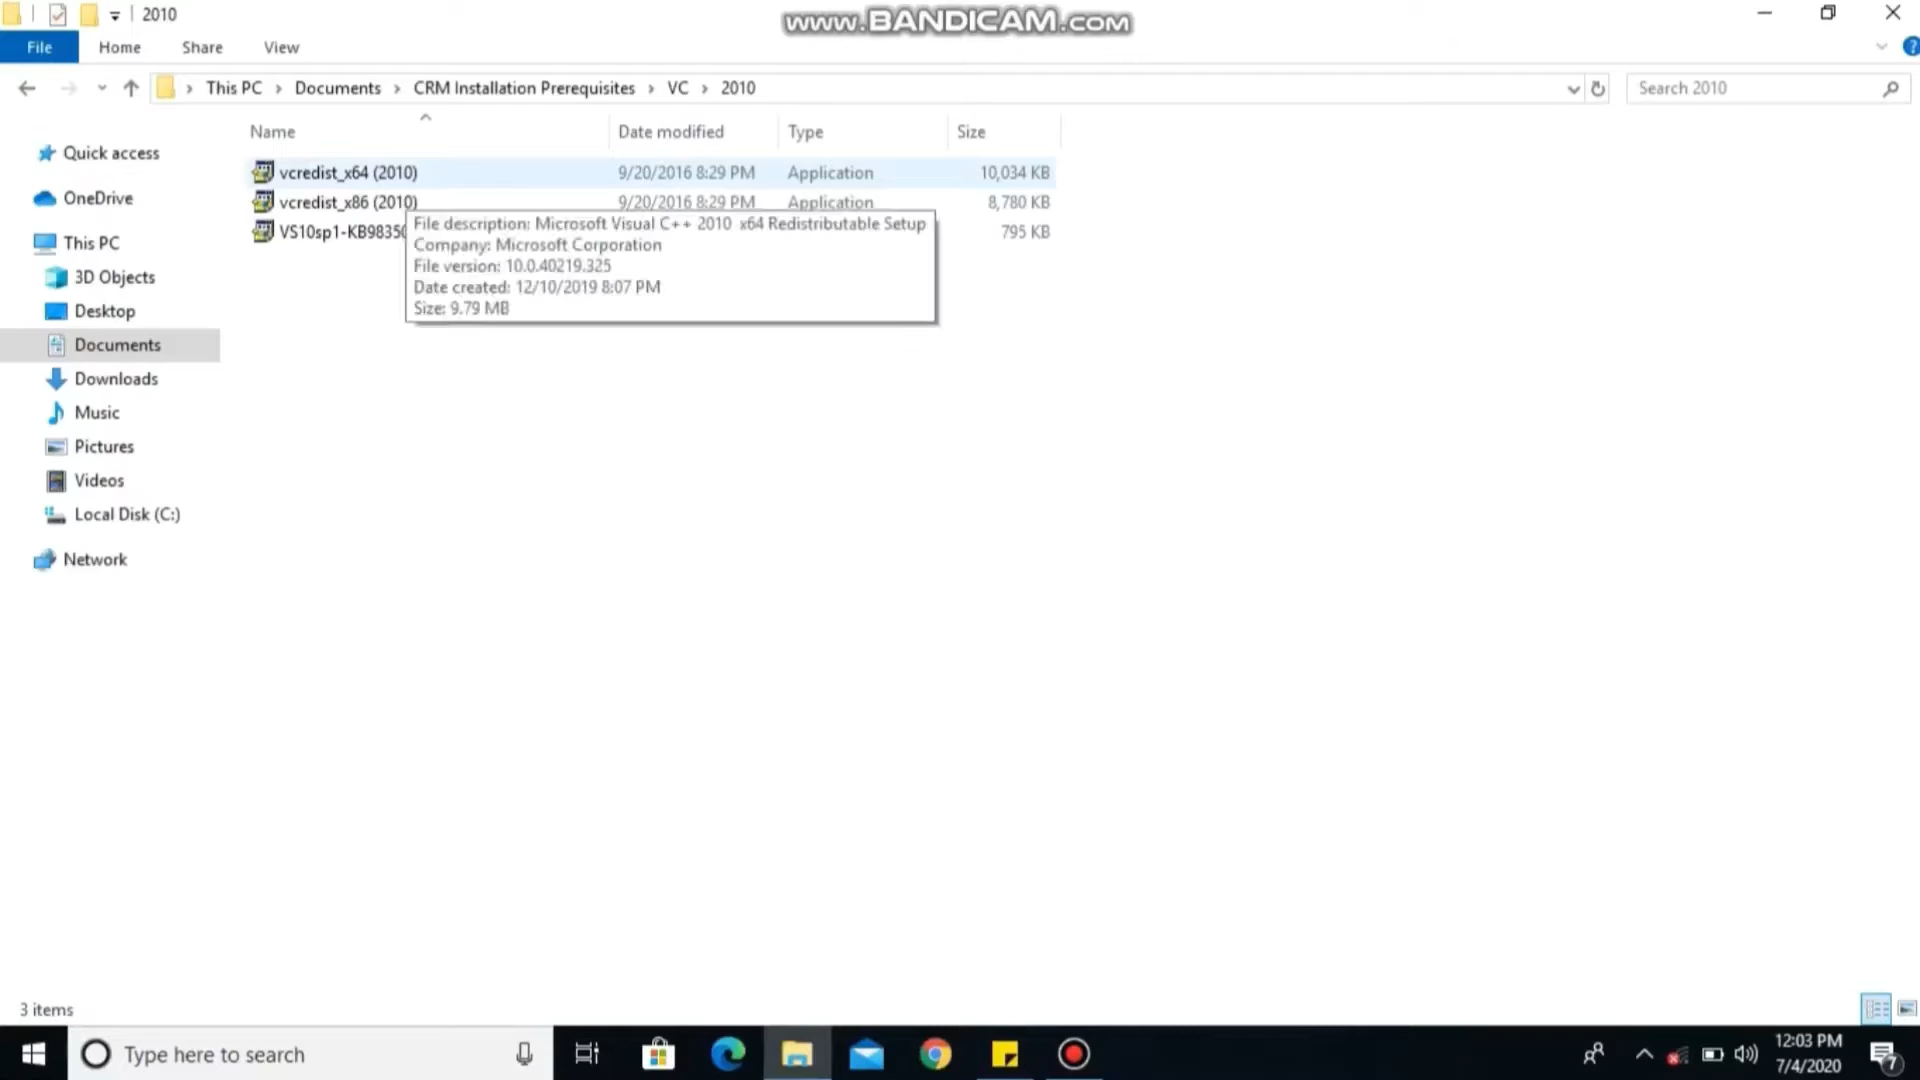 2010
www.BANDICAM.com
File
Home
Share
View
This PC
Documents
CRM Installation Prerequisites
VC
2010
Search 2010
Name
Date modified
Type
Size
vcredist_x64 (2010)
9/20/2016 8:29 PM
Application
10,034 KB
vcredist_x86 (2010)
9/20/2016 8:29 PM
Application
8,780 KB
VS10sp1-KB98350
795 KB
File description: Microsoft Visual C++ 2010 x64 Redistributable Setup
Company: Microsoft Corporation
File version: 10.0.40219.325
Date created: 12/10/2019 8:07 PM
Size: 9.79 MB
Quick access
OneDrive
This PC
3D Objects
Desktop
Documents
Downloads
Music
Pictures
Videos
Local Disk (C:)
Network
3 items
Type here to search
12:03 PM
7/4/2020
7